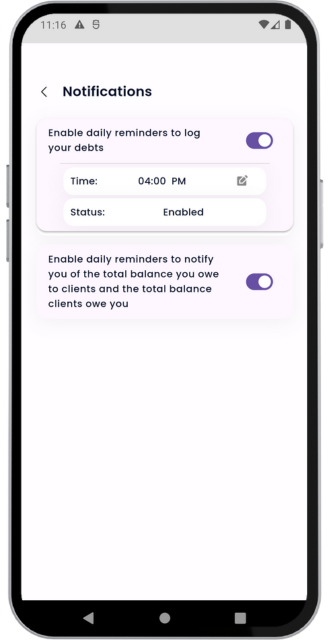 11:16
Notifications
Enable daily reminders to log
your debts
Time: 04:00 PM
Status: Enabled
Enable daily reminders to notify
you of the total balance you owe
to clients and the total balance
clients owe you